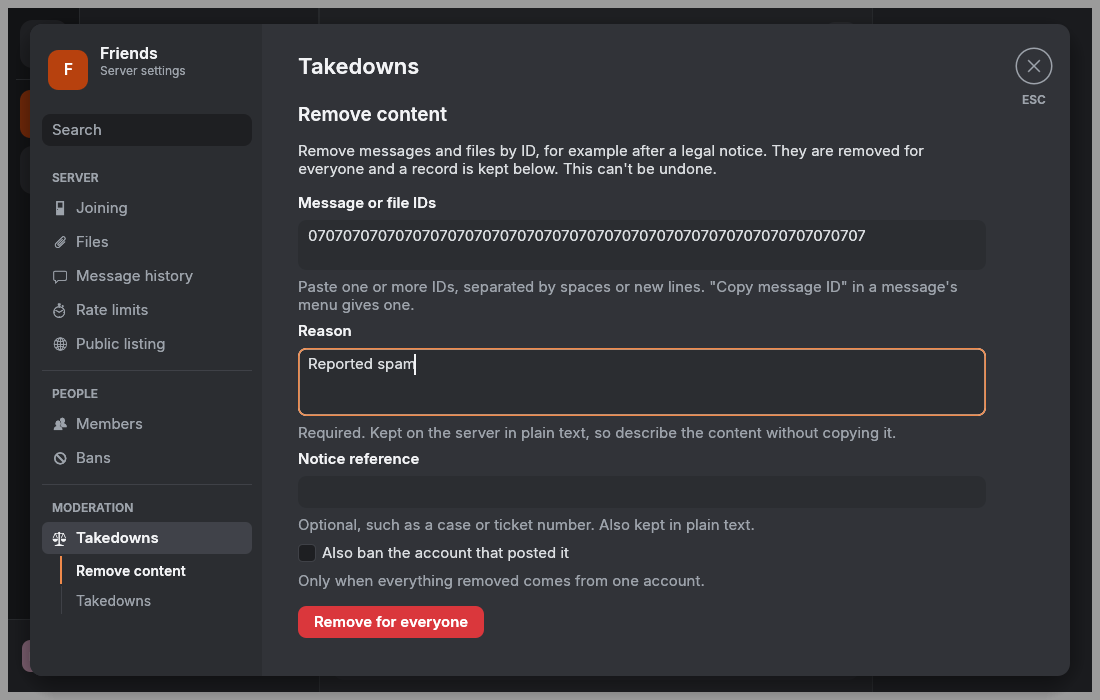 F
Friends
Server settings
Search
SERVER
Joining
Files
Message history
Rate limits
Public listing
PEOPLE
Members
Bans
MODERATION
Takedowns
Remove content
Takedowns
Takedowns
ESC
Remove content
Remove messages and files by ID, for example after a legal notice. They are removed for
everyone and a record is kept below. This can't be undone.
Message or file IDs
0707070707070707070707070707070707070707070707070707070707070707
Paste one or more IDs, separated by spaces or new lines. "Copy message ID" in a message's
menu gives one.
Reason
Reported spam
Required. Kept on the server in plain text, so describe the content without copying it.
Notice reference
Optional, such as a case or ticket number. Also kept in plain text.
Also ban the account that posted it
Only when everything removed comes from one account.
Remove for everyone